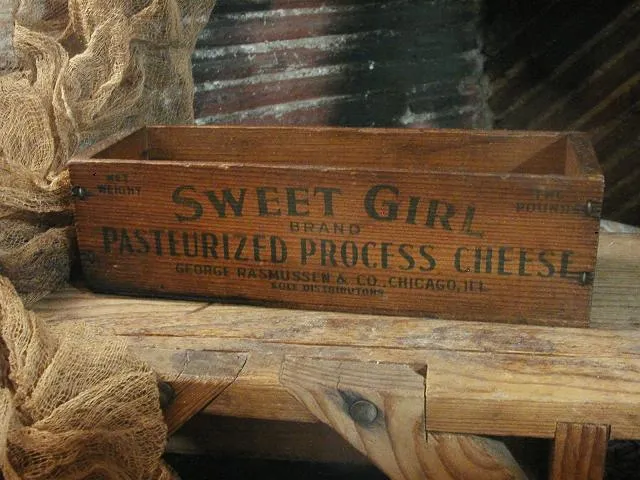 NET
WEIGHT
SWEET GIRL
BRAND
POUNDS
PASTEURIZED PROCESS CHEESE
GEORGE RASMUSSEN & CO., CHICAGO, ILL.
SOLE DISTRIBUTORS